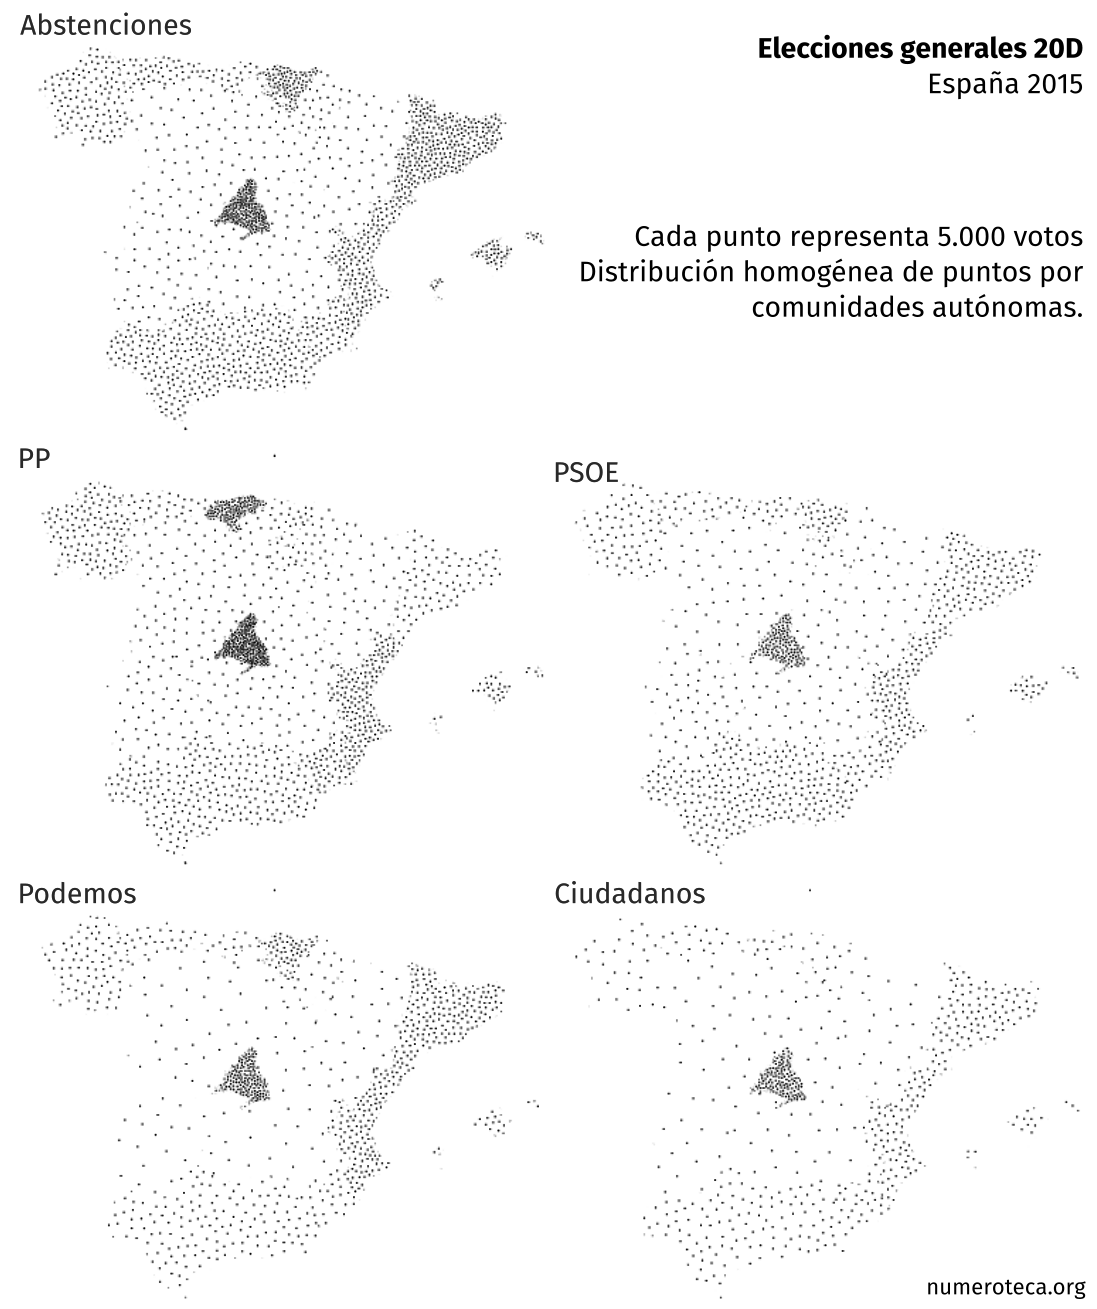 Abstenciones
Elecciones generales 20D
España 2015
Cada punto representa 5.000 votos
Distribución homogénea de puntos por
comunidades autónomas.
PP
PSOE
Podemos
Ciudadanos
numeroteca.org